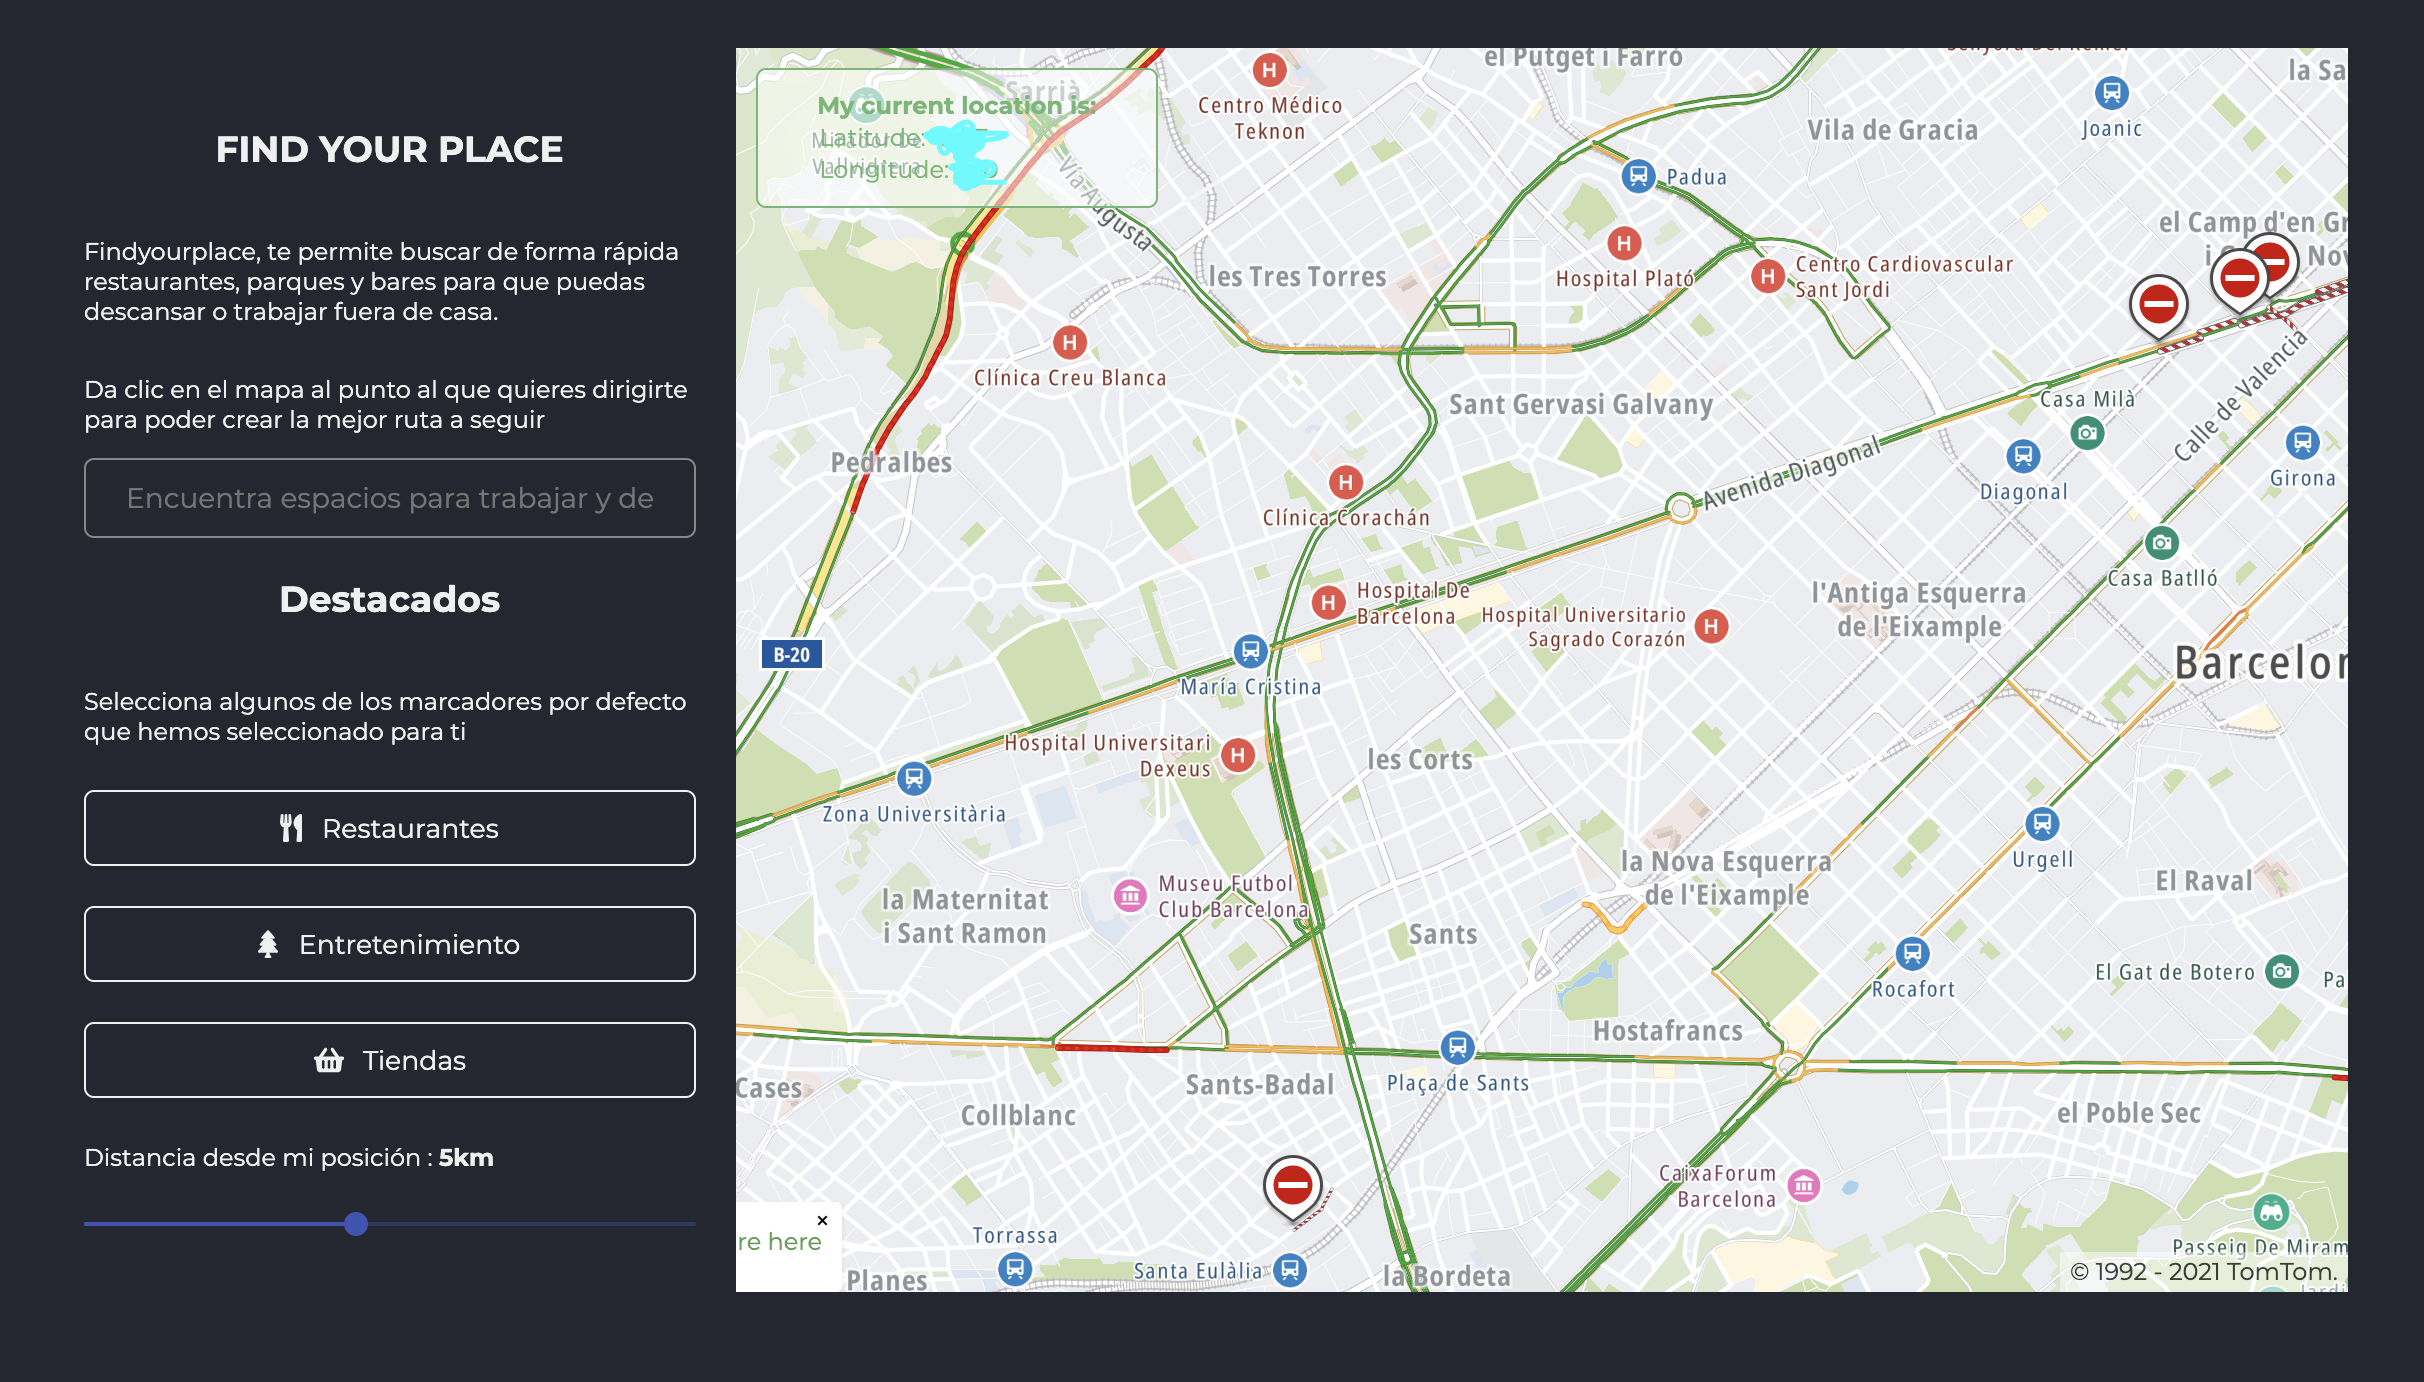 FIND YOUR PLACE
Findyourplace, te permite buscar de forma rápida
restaurantes, parques y bares para que puedas
descansar o trabajar fuera de casa.
Da clic en el mapa al punto al que quieres dirigirte
para poder crear la mejor ruta a seguir
Encuentra espacios para trabajar y de
Destacados
Selecciona algunos de los marcadores por defecto
que hemos seleccionado para ti
Restaurantes
Entretenimiento
Tiendas
Distancia desde mi posición : 5km
My current location is:
Latitude:
Longitude:
Sarrià
Mirador De
Vallvidrera
Via Augusta
H
Centro Médico
Teknon
el Putget i Farró
Vila de Gracia
Joanic
la Sa
Padua
H
Hospital Plató
H
Centro Cardiovascular
Sant Jordi
el Camp d'en Gr
les Tres Torres
H
Clínica Creu Blanca
Sant Gervasi Galvany
Casa Milà
Calle de Valencia
Pedralbes
Avenida Diagonal
Diagonal
Girona
H
Clínica Corachán
Casa Batlló
H
Hospital De
Barcelona
Hospital Universitario
Sagrado Corazón
H
l'Antiga Esquerra
de l'Eixample
B-20
Barcelon
María Cristina
Hospital Universitari
Dexeus
H
les Corts
Zona Universitària
Urgell
la Nova Esquerra
de l'Eixample
El Raval
la Maternitat
i Sant Ramon
Museu Futbol
Club Barcelona
Sants
El Gat de Botero
Pa
Rocafort
Hostafrancs
Plaça de Sants
Cases
Sants-Badal
Collblanc
el Poble Sec
CaixaForum
Barcelona
×
re here
Torrassa
Santa Eulàlia
Planes
la Bordeta
Passeig De Miram
© 1992 - 2021 TomTom.